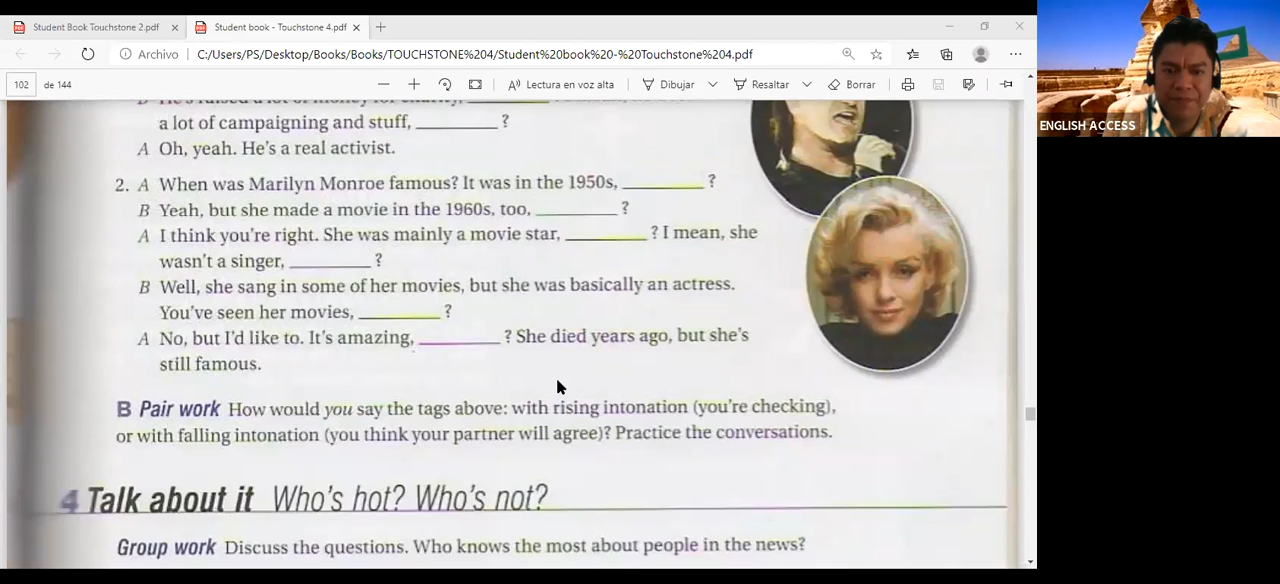 Student Book Touchstone 2.pdf
Student book - Touchstone 4.pdf
Archivo
C:/Users/PS/Desktop/Books/Books/TOUCHSTONE%204/Student%20book%20-%20Touchstone%204.pdf
102 de 144
Lectura en voz alta
Dibujar
Resaltar
Borrar
ENGLISH ACCESS
a lot of campaigning and stuff, ________ ?
A Oh, yeah. He's a real activist.
2. A When was Marilyn Monroe famous? It was in the 1950s, ________ ?
B Yeah, but she made a movie in the 1960s, too, ________ ?
A I think you're right. She was mainly a movie star, ________ ? I mean, she
wasn't a singer, ________ ?
B Well, she sang in some of her movies, but she was basically an actress.
You've seen her movies, ________ ?
A No, but I'd like to. It's amazing, ________ ? She died years ago, but she's
still famous.
B Pair work How would you say the tags above: with rising intonation (you're checking),
or with falling intonation (you think your partner will agree)? Practice the conversations.
4 Talk about it Who's hot? Who's not?
Group work Discuss the questions. Who knows the most about people in the news?